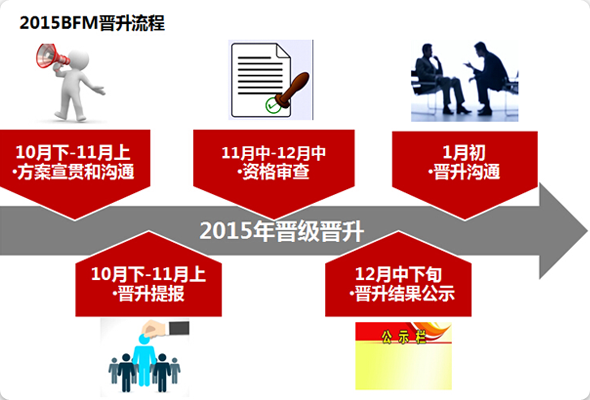 2015BFM晋升流程
10月下-11月上
·方案宣贯和沟通
11月中-12月中
·资格审查
1月初
·晋升沟通
2015年晋级晋升
10月下-11月上
·晋升提报
12月中下旬
·晋升结果公示
公示栏